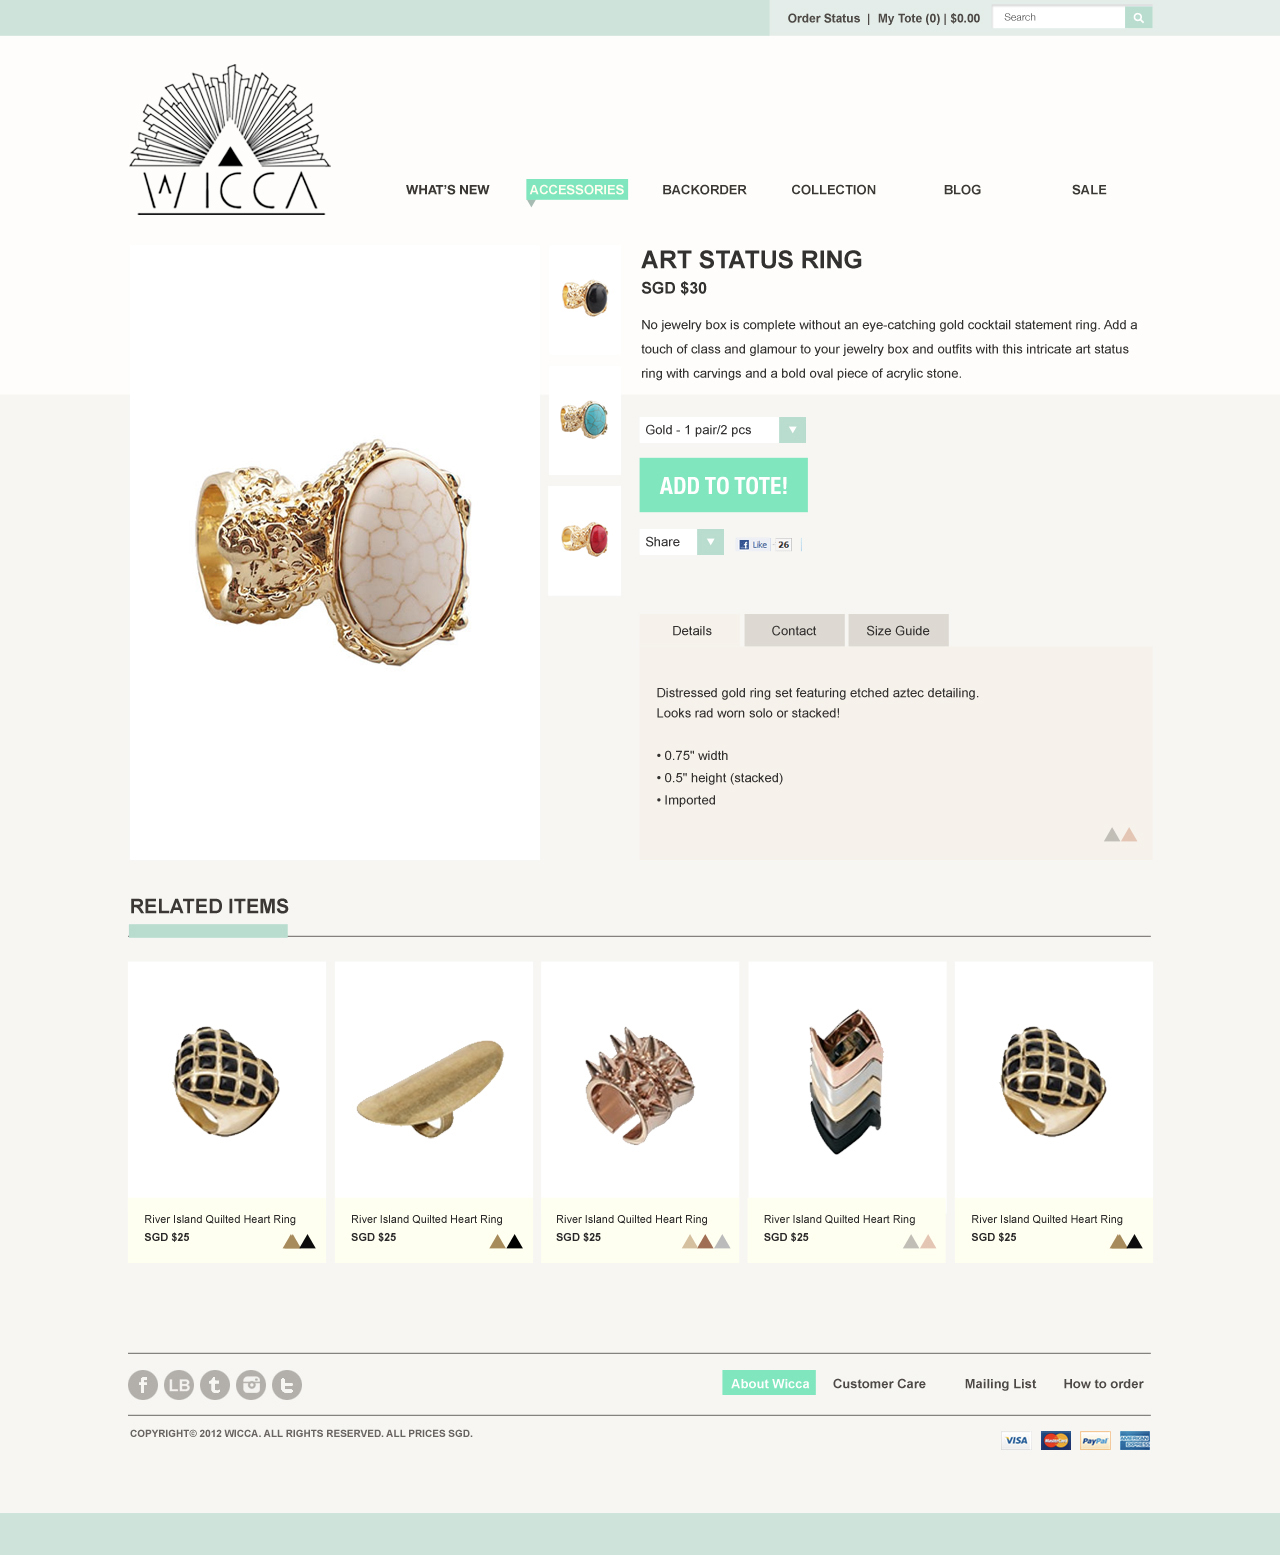 Order Status | My Tote (0) | $0.00
Search
WICCA
WHAT'S NEW
ACCESSORIES
BACKORDER
COLLECTION
BLOG
SALE
ART STATUS RING
SGD $30
No jewelry box is complete without an eye-catching gold cocktail statement ring. Add a
touch of class and glamour to your jewelry box and outfits with this intricate art status
ring with carvings and a bold oval piece of acrylic stone.
Gold - 1 pair/2 pcs
ADD TO TOTE!
Share
Like 26
Details
Contact
Size Guide
Distressed gold ring set featuring etched aztec detailing.
Looks rad worn solo or stacked!
• 0.75" width
• 0.5" height (stacked)
• Imported
RELATED ITEMS
River Island Quilted Heart Ring
SGD $25
River Island Quilted Heart Ring
SGD $25
River Island Quilted Heart Ring
SGD $25
River Island Quilted Heart Ring
SGD $25
River Island Quilted Heart Ring
SGD $25
LB
About Wicca
Customer Care
Mailing List
How to order
COPYRIGHT© 2012 WICCA. ALL RIGHTS RESERVED. ALL PRICES SGD.
VISA
MasterCard
PayPal
AMERICAN EXPRESS